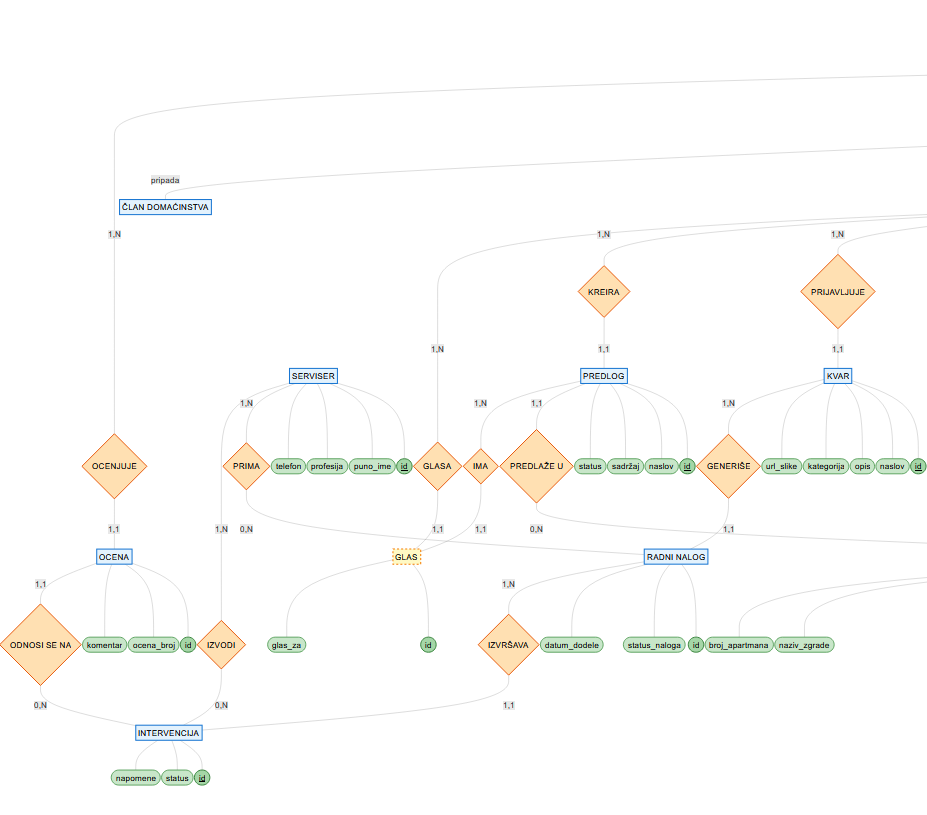 pripada
ČLAN DOMAĆINSTVA
1,N
1,N
1,N
KREIRA
PRIJAVLJUJE
1,N
1,1
1,1
SERVISER
PREDLOG
KVAR
1,N
1,N
1,1
1,N
OCENJUJE
PRIMA
telefon
profesija
puno_ime
id
GLASA
IMA
PREDLAŽE U
status
sadržaj
naslov
id
GENERIŠE
url_slike
kategorija
opis
naslov
id
1,1
1,N
0,N
1,1
1,1
0,N
1,1
OCENA
GLAS
RADNI NALOG
1,1
1,N
ODNOSI SE NA
komentar
ocena_broj
id
IZVODI
glas_za
id
IZVRŠAVA
datum_dodele
status_naloga
id
broj_apartmana
naziv_zgrade
0,N
0,N
1,1
INTERVENCIJA
napomene
status
id